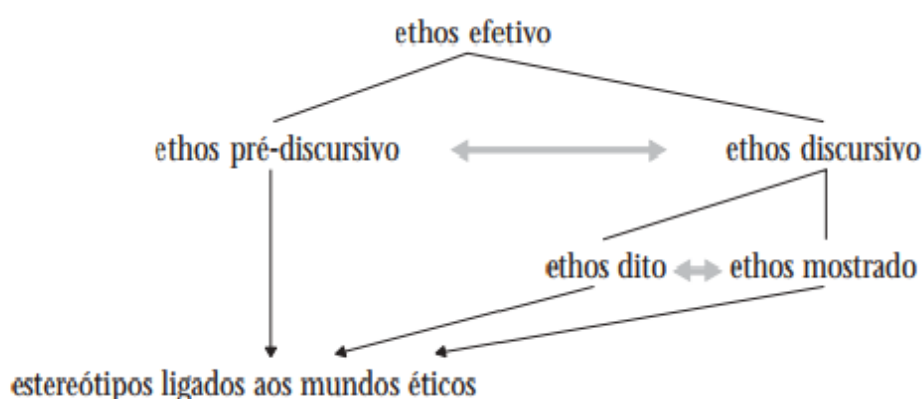 ethos efetivo
ethos pré-discursivo
ethos discursivo
ethos dito
ethos mostrado
estereótipos ligados aos mundos éticos